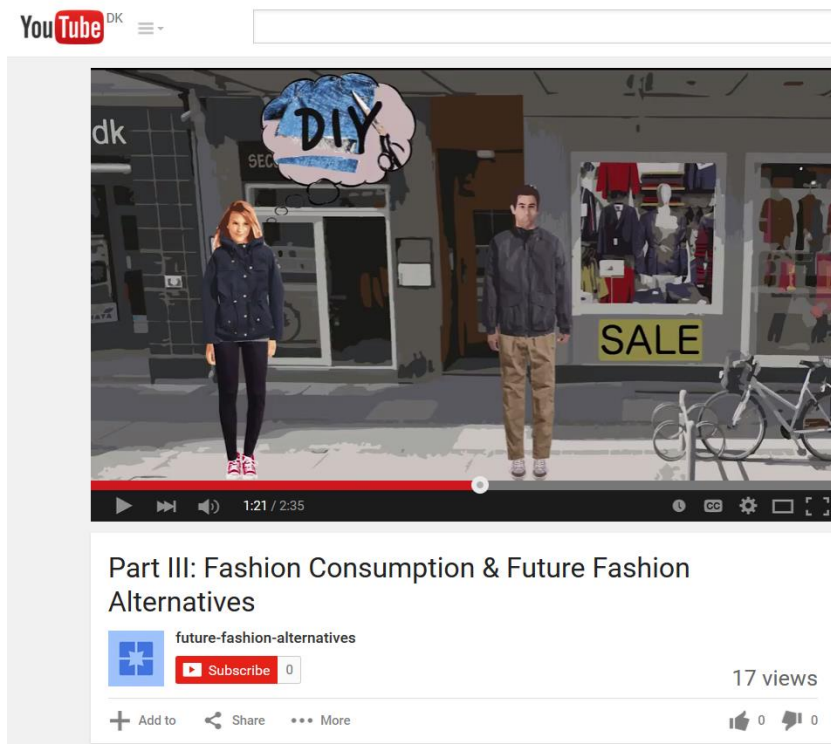 YouTube DK
dk
DIY
SEC
SALE
1:21 / 2:35
CC
Part III: Fashion Consumption & Future Fashion
Alternatives
future-fashion-alternatives
Subscribe 0
17 views
Add to Share More 0 0